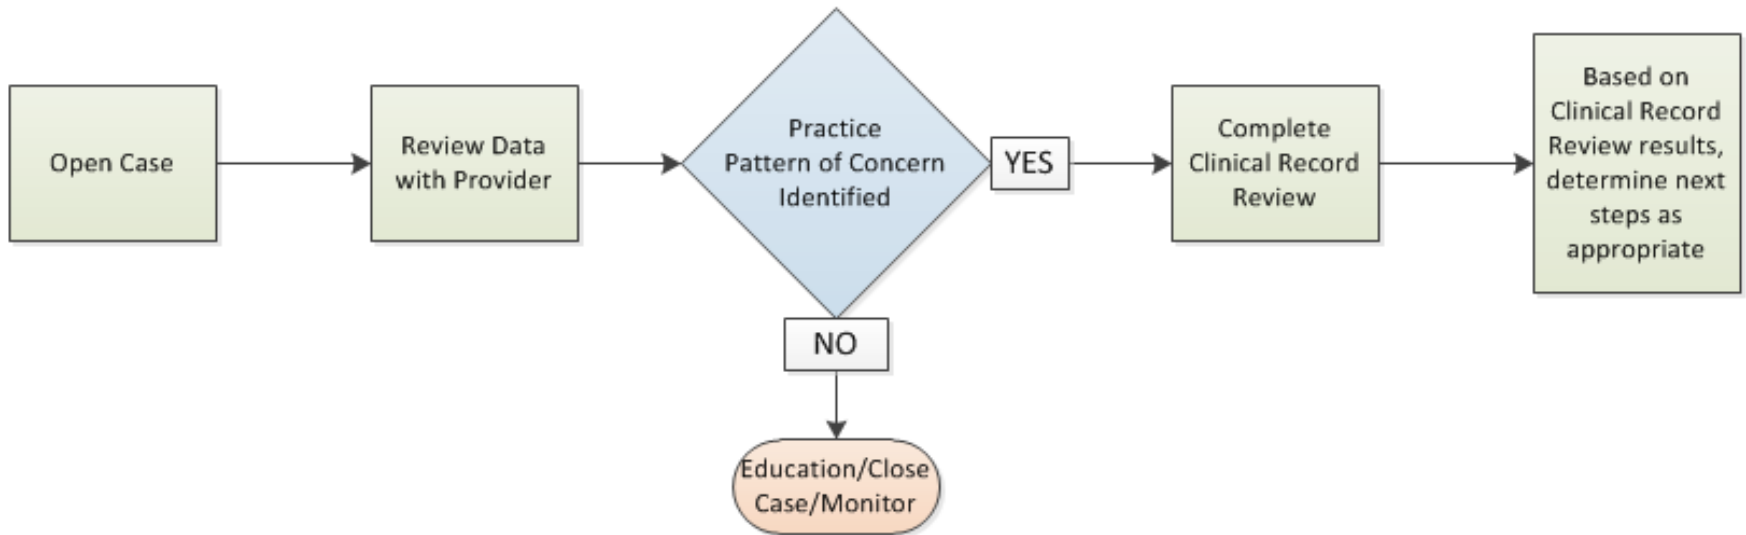 Open Case
Review Data
with Provider
Practice
Pattern of Concern
Identified
YES
Complete
Clinical Record
Review
Based on
Clinical Record
Review results,
determine next
steps as
appropriate
NO
Education/Close
Case/Monitor